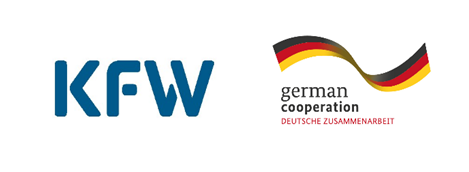 KFW
german
cooperation
DEUTSCHE ZUSAMMENARBEIT